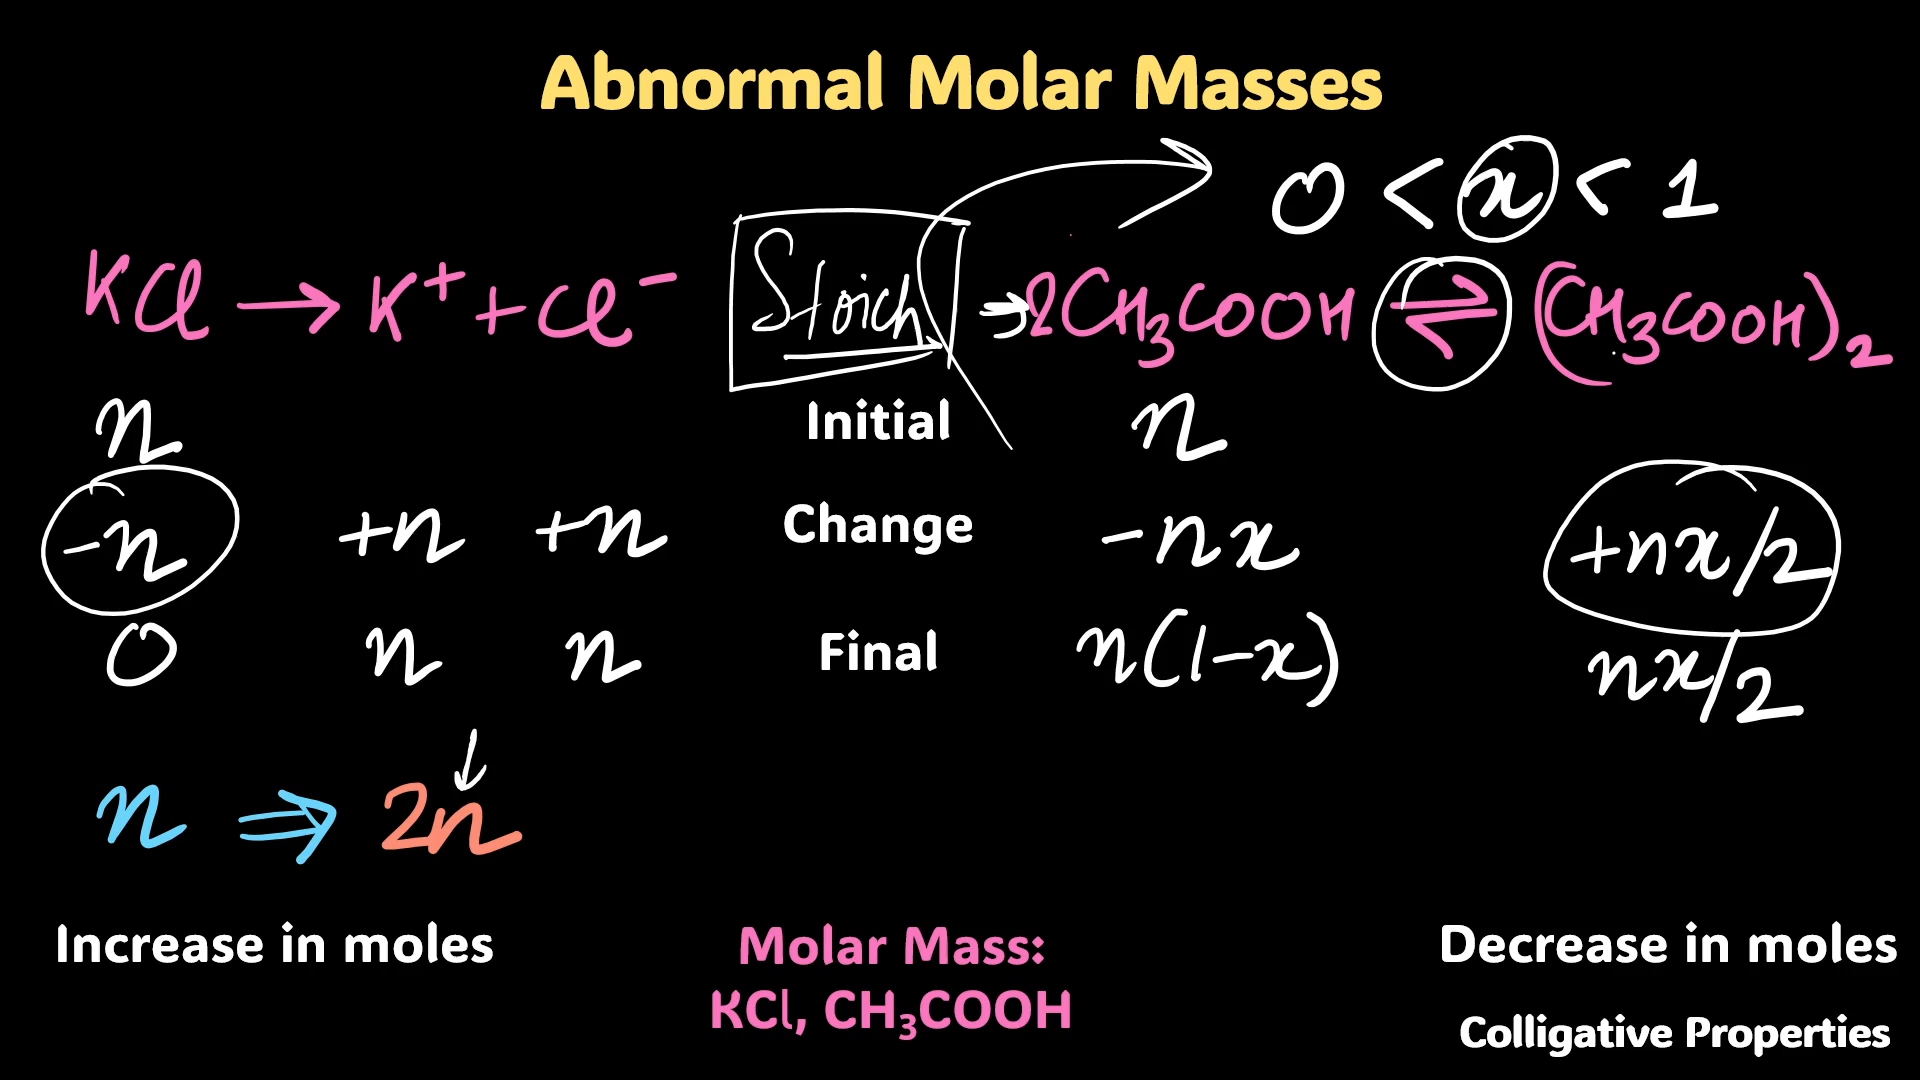 Abnormal Molar Masses
0 < x < 1
KCl → K⁺ + Cl⁻ Stoich → 2CH₃COOH ⇌ (CH₃COOH)₂
n Initial n
-n +n +n Change -nx +nx/2
0 n n Final n(1-x) nx/2
n ⇒ 2n
Increase in moles Molar Mass: Decrease in moles
KCl, CH₃COOH
Colligative Properties